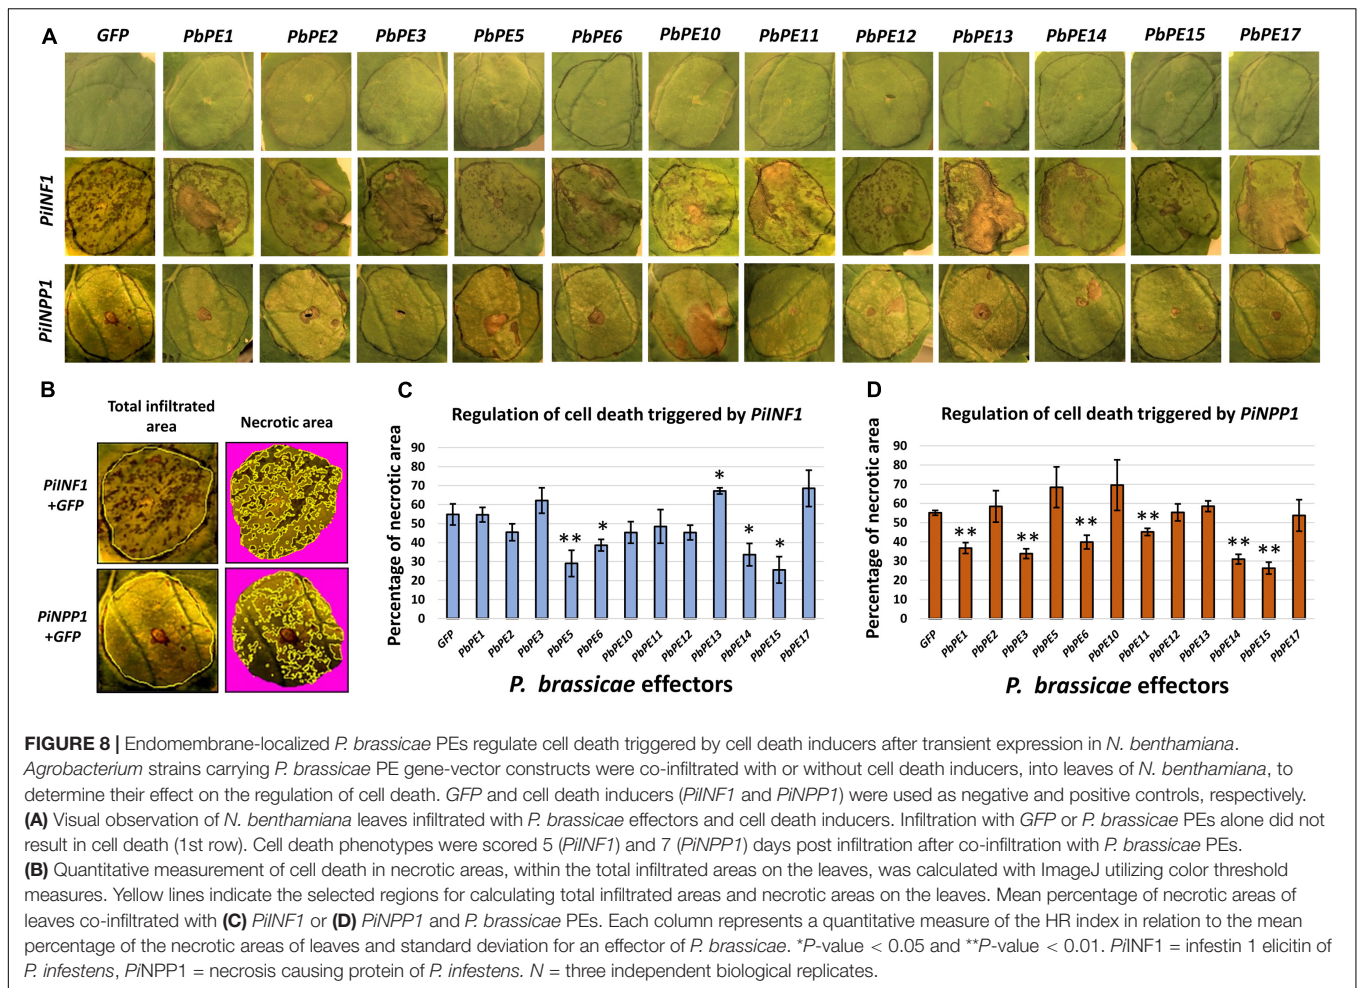 A
GFP PbPE1 PbPE2 PbPE3 PbPE5 PbPE6 PbPE10 PbPE11 PbPE12 PbPE13 PbPE14 PbPE15 PbPE17
PiINF1
PiNPP1
B
Total infiltrated area
Necrotic area
PiINF1 +GFP
PiNPP1 +GFP
C
Regulation of cell death triggered by PiINF1
Percentage of necrotic area
90
80
70
60
50
40
30
20
10
0
** * * * *
GFP PbPE1 PbPE2 PbPE3 PbPE5 PbPE6 PbPE10 PbPE11 PbPE12 PbPE13 PbPE14 PbPE15 PbPE17
P. brassicae effectors
D
Regulation of cell death triggered by PiNPP1
Percentage of necrotic area
90
80
70
60
50
40
30
20
10
0
** ** ** ** ** **
GFP PbPE1 PbPE2 PbPE3 PbPE5 PbPE6 PbPE10 PbPE11 PbPE12 PbPE13 PbPE14 PbPE15 PbPE17
P. brassicae effectors
FIGURE 8 | Endomembrane-localized P. brassicae PEs regulate cell death triggered by cell death inducers after transient expression in N. benthamiana.
Agrobacterium strains carrying P. brassicae PE gene-vector constructs were co-infiltrated with or without cell death inducers, into leaves of N. benthamiana, to
determine their effect on the regulation of cell death. GFP and cell death inducers (PiINF1 and PiNPP1) were used as negative and positive controls, respectively.
(A) Visual observation of N. benthamiana leaves infiltrated with P. brassicae effectors and cell death inducers. Infiltration with GFP or P. brassicae PEs alone did not
result in cell death (1st row). Cell death phenotypes were scored 5 (PiINF1) and 7 (PiNPP1) days post infiltration after co-infiltration with P. brassicae PEs.
(B) Quantitative measurement of cell death in necrotic areas, within the total infiltrated areas on the leaves, was calculated with ImageJ utilizing color threshold
measures. Yellow lines indicate the selected regions for calculating total infiltrated areas and necrotic areas on the leaves. Mean percentage of necrotic areas of
leaves co-infiltrated with (C) PiINF1 or (D) PiNPP1 and P. brassicae PEs. Each column represents a quantitative measure of the HR index in relation to the mean
percentage of the necrotic areas of leaves and standard deviation for an effector of P. brassicae. *P-value < 0.05 and **P-value < 0.01. PiINF1 = infestin 1 elicitin of
P. infestens, PiNPP1 = necrosis causing protein of P. infestens. N = three independent biological replicates.